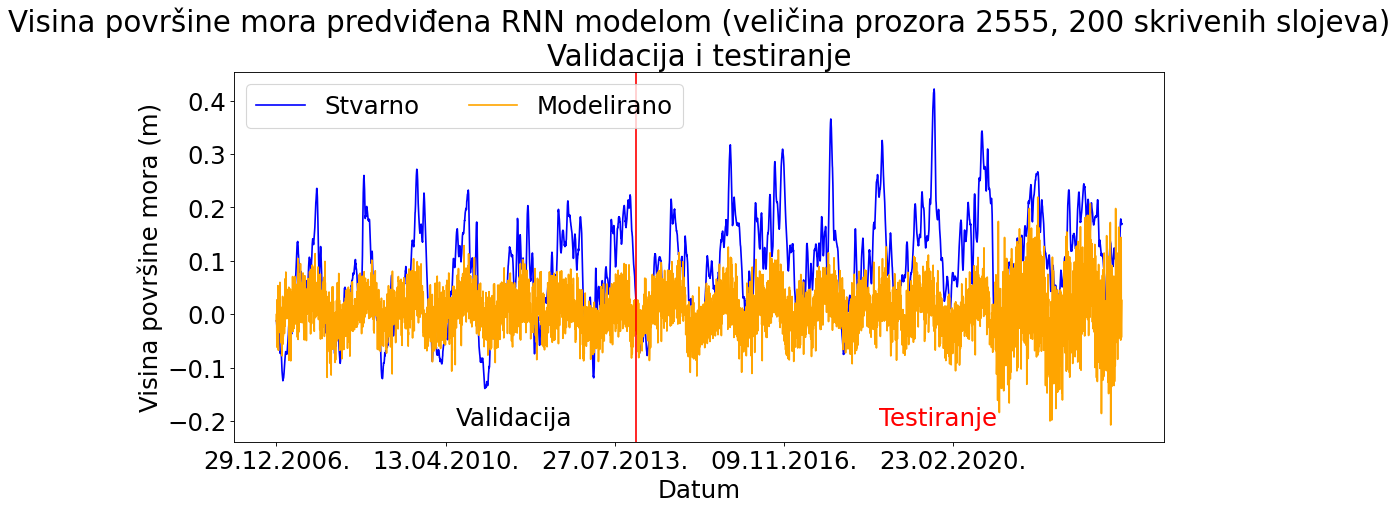 Visina površine mora predviđena RNN modelom (veličina prozora 2555, 200 skrivenih slojeva)
Validacija i testiranje
Stvarno
Modelirano
Visina površine mora (m)
0.4
0.3
0.2
0.1
0.0
−0.1
−0.2
Validacija
Testiranje
29.12.2006.
13.04.2010.
27.07.2013.
09.11.2016.
23.02.2020.
Datum